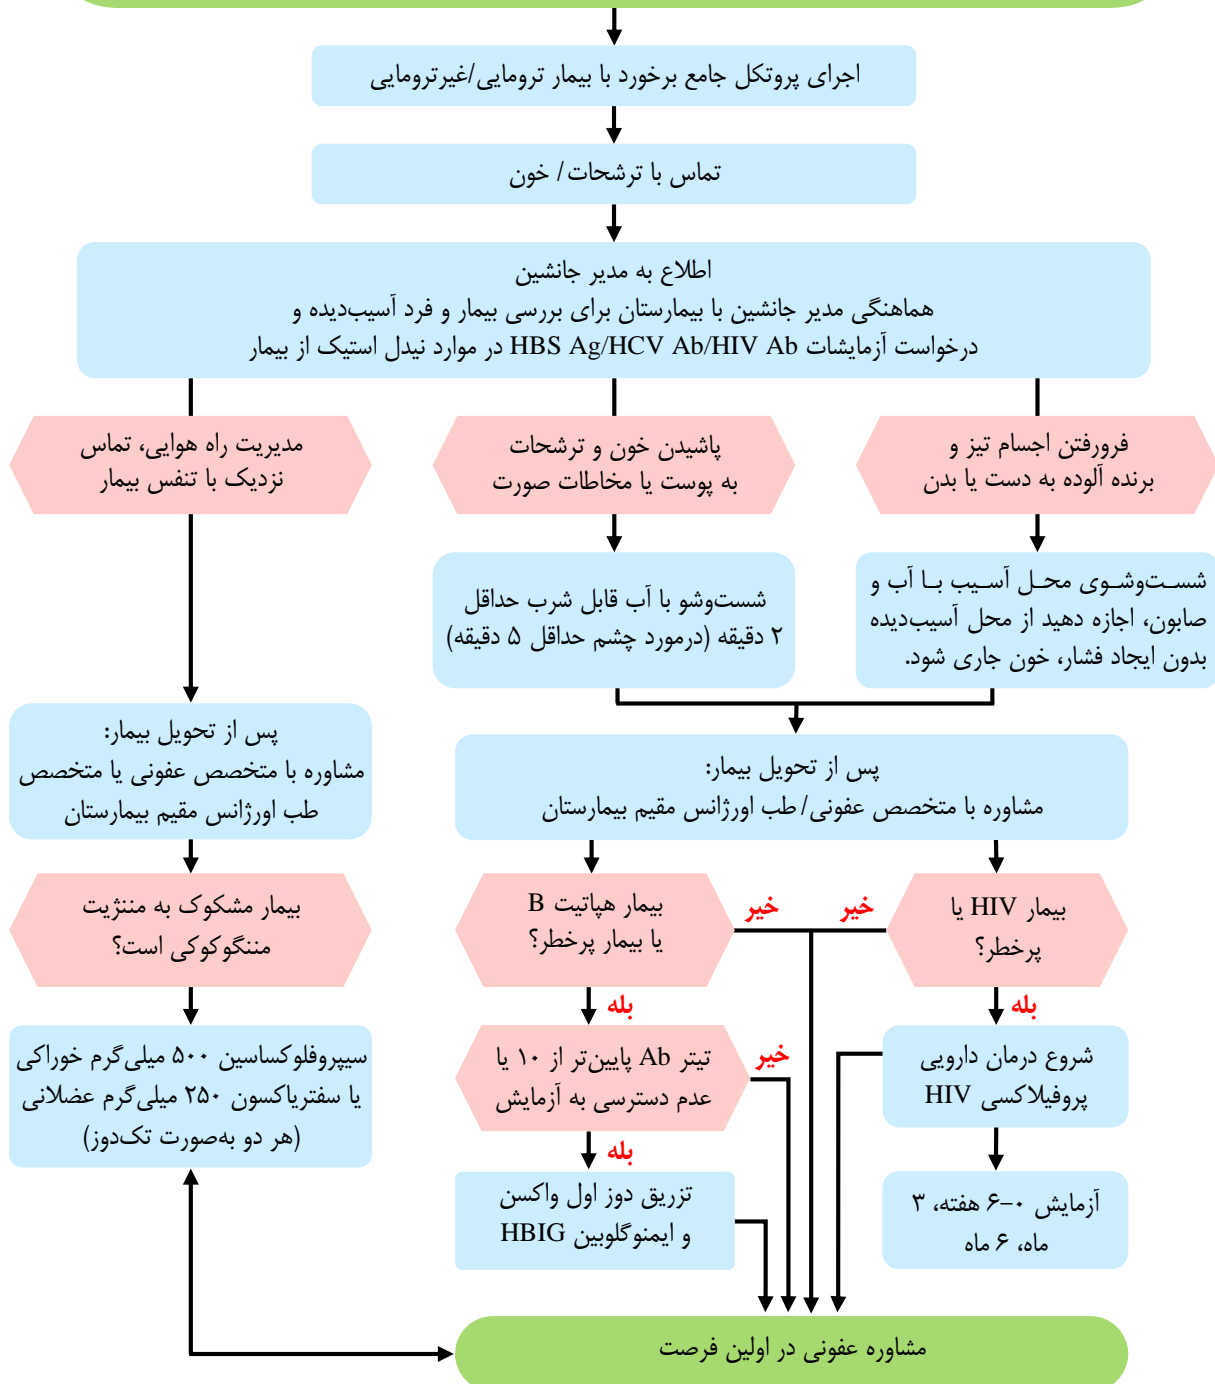 اجرای پروتکل جامع برخورد با بیمار ترومایی/غیرترومایی
تماس با ترشحات/ خون
اطلاع به مدیر جانشین
هماهنگی مدیر جانشین با بیمارستان برای بررسی بیمار و فرد آسیب‌دیده و
درخواست آزمایشات HBS Ag/HCV Ab/HIV Ab در موارد نیدل استیک از بیمار
فرورفتن اجسام تیز و
برنده آلوده به دست یا بدن
پاشیدن خون و ترشحات
به پوست یا مخاطات صورت
مدیریت راه هوایی، تماس
نزدیک با تنفس بیمار
شست‌وشوی محل آسیب با آب و
صابون، اجازه دهید از محل آسیب‌دیده
بدون ایجاد فشار، خون جاری شود.
شست‌وشو با آب قابل شرب حداقل
۲ دقیقه (درمورد چشم حداقل ۵ دقیقه)
پس از تحویل بیمار:
مشاوره با متخصص عفونی/ طب اورژانس مقیم بیمارستان
پس از تحویل بیمار:
مشاوره با متخصص عفونی یا متخصص
طب اورژانس مقیم بیمارستان
بیمار HIV یا
پرخطر؟
خیر
خیر
بیمار هپاتیت B
یا بیمار پرخطر؟
بیمار مشکوک به مننژیت
مننگوکوکی است؟
بله
بله
شروع درمان دارویی
پروفیلاکسی HIV
خیر
تیتر Ab پایین‌تر از ۱۰ یا
عدم دسترسی به آزمایش
سیپروفلوکساسین ۵۰۰ میلی‌گرم خوراکی
یا سفتریاکسون ۲۵۰ میلی‌گرم عضلانی
(هر دو به‌صورت تک‌دوز)
بله
آزمایش ۰–۶ هفته، ۳
ماه، ۶ ماه
تزریق دوز اول واکسن
و ایمنوگلوبین HBIG
مشاوره عفونی در اولین فرصت